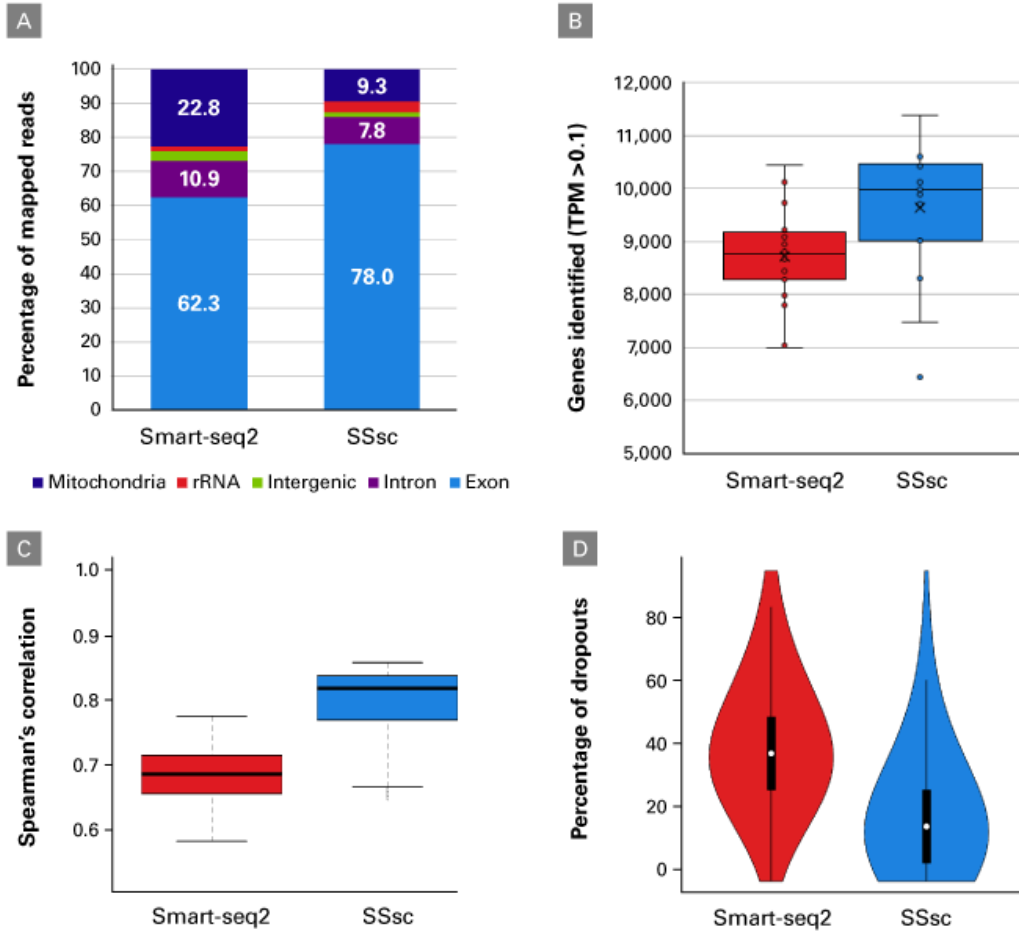 A
Percentage of mapped reads
100
90
80
70
60
50
40
30
20
10
0
22.8
10.9
62.3
9.3
7.8
78.0
Smart-seq2 SSsc
Mitochondria rRNA Intergenic Intron Exon
B
Genes identified (TPM >0.1)
12,000
11,000
10,000
9,000
8,000
7,000
6,000
5,000
Smart-seq2 SSsc
C
Spearman's correlation
1.0
0.9
0.8
0.7
0.6
Smart-seq2 SSsc
D
Percentage of dropouts
80
60
40
20
0
Smart-seq2 SSsc